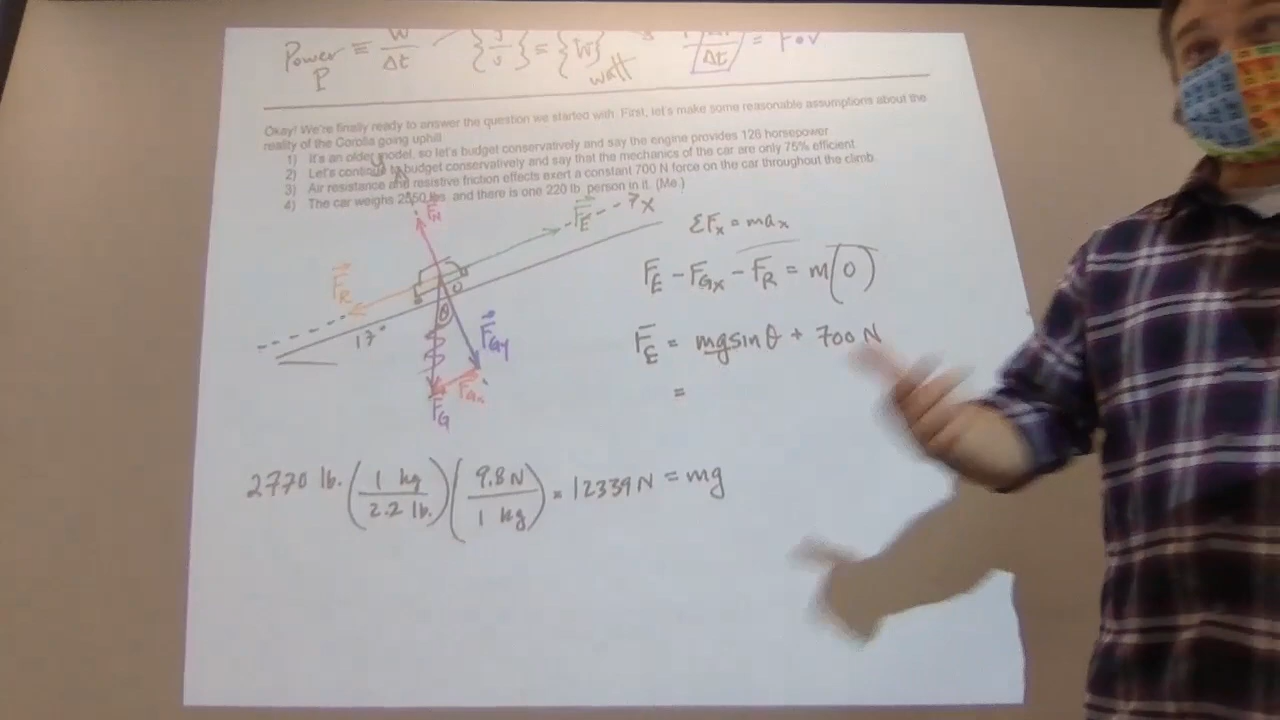 Power ≡ W/Δt {J/s} = {W}
P watt Δt = F∘v
Okay! We're finally ready to answer the question we started with. First, let's make some reasonable assumptions about the
reality of the Corolla going uphill.
1) It's an older model, so let's budget conservatively and say the engine provides 126 horsepower.
2) Let's continue to budget conservatively and say that the mechanics of the car are only 75% efficient.
3) Air resistance and resistive friction effects exert a constant 700 N force on the car throughout the climb.
4) The car weighs 2550 lbs. and there is one 220 lb. person in it. (Me.)
F_N
F_E
x
ΣFx = max
F_E - F_Gx - F_R = m(0)
F_R
17°
θ
F_Gy
F_Gx
F_G
F_E = mg sin θ + 700 N
=
2770 lb. (1 kg / 2.2 lb.) (9.8 N / 1 kg) = 12339 N = mg